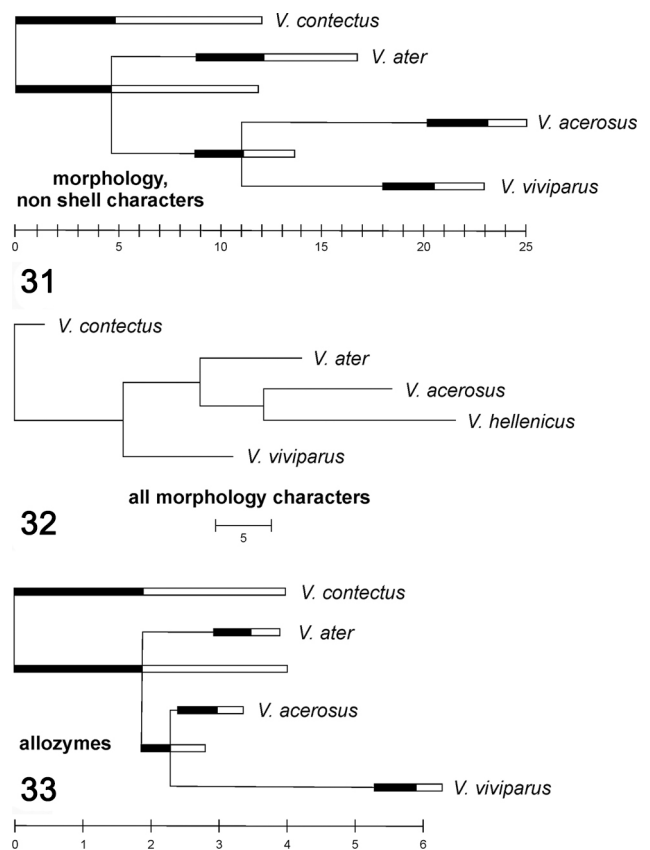 V. contectus
V. ater
V. acerosus
morphology,
non shell characters
V. viviparus
0 5 10 15 20 25
31
V. contectus
V. ater
V. acerosus
V. hellenicus
V. viviparus
all morphology characters
32
5
V. contectus
V. ater
V. acerosus
allozymes
33
V. viviparus
0 1 2 3 4 5 6